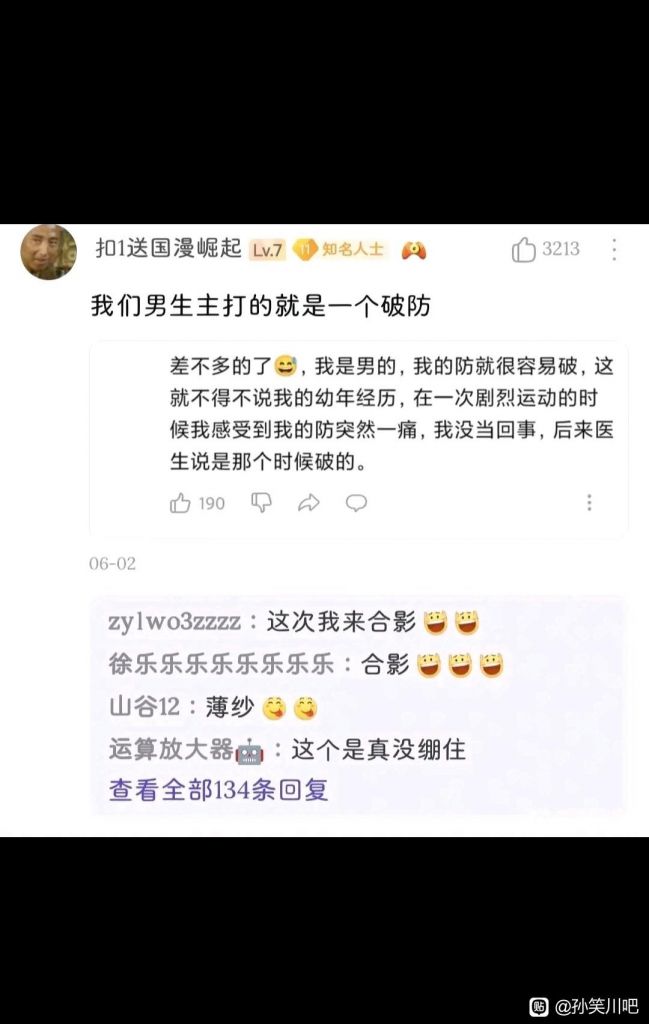 扣1送国漫崛起 Lv.7 11 知名人士 3213
我们男生主打的就是一个破防
差不多的了😅，我是男的，我的防就很容易破，这
就不得不说我的幼年经历，在一次剧烈运动的时
候我感受到我的防突然一痛，我没当回事，后来医
生说是那个时候破的。
190
06-02
zylwo3zzzz：这次我来合影
徐乐乐乐乐乐乐乐乐：合影
山谷12：薄纱😋😋
运算放大器🤖：这个是真没绷住
查看全部134条回复
贴 @孙笑川吧